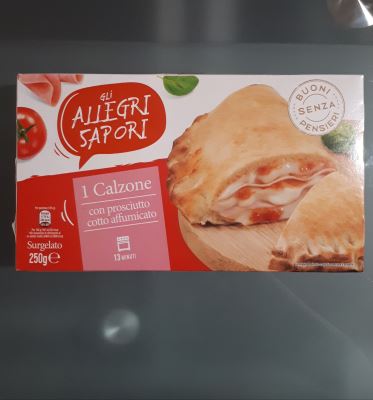 GLI
ALLEGRI
SAPORI
BUONI
SENZA
PENSIERI
1 Calzone
con prosciutto
cotto affumicato
13 MINUTI
Surgelato
250g℮